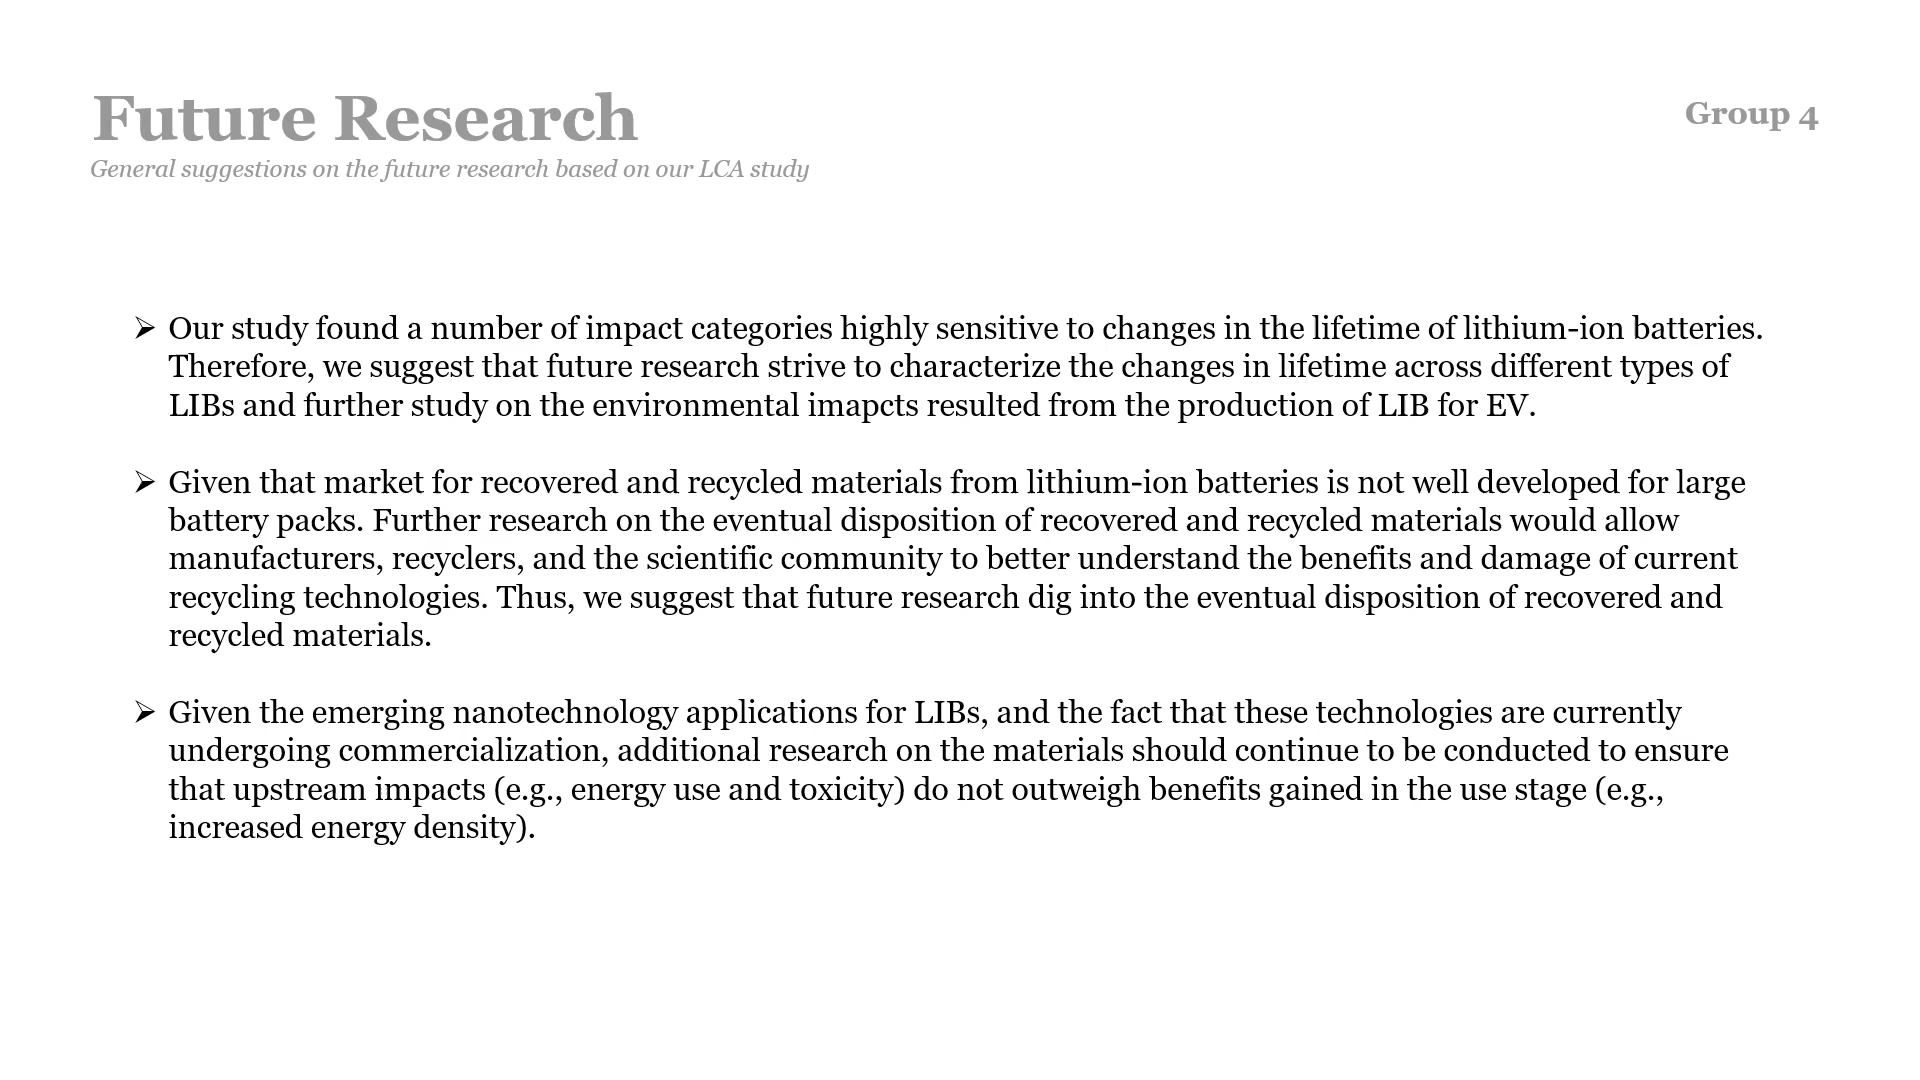 Future Research
Group 4
General suggestions on the future research based on our LCA study
➢ Our study found a number of impact categories highly sensitive to changes in the lifetime of lithium-ion batteries.
Therefore, we suggest that future research strive to characterize the changes in lifetime across different types of
LIBs and further study on the environmental imapcts resulted from the production of LIB for EV.
➢ Given that market for recovered and recycled materials from lithium-ion batteries is not well developed for large
battery packs. Further research on the eventual disposition of recovered and recycled materials would allow
manufacturers, recyclers, and the scientific community to better understand the benefits and damage of current
recycling technologies. Thus, we suggest that future research dig into the eventual disposition of recovered and
recycled materials.
➢ Given the emerging nanotechnology applications for LIBs, and the fact that these technologies are currently
undergoing commercialization, additional research on the materials should continue to be conducted to ensure
that upstream impacts (e.g., energy use and toxicity) do not outweigh benefits gained in the use stage (e.g.,
increased energy density).